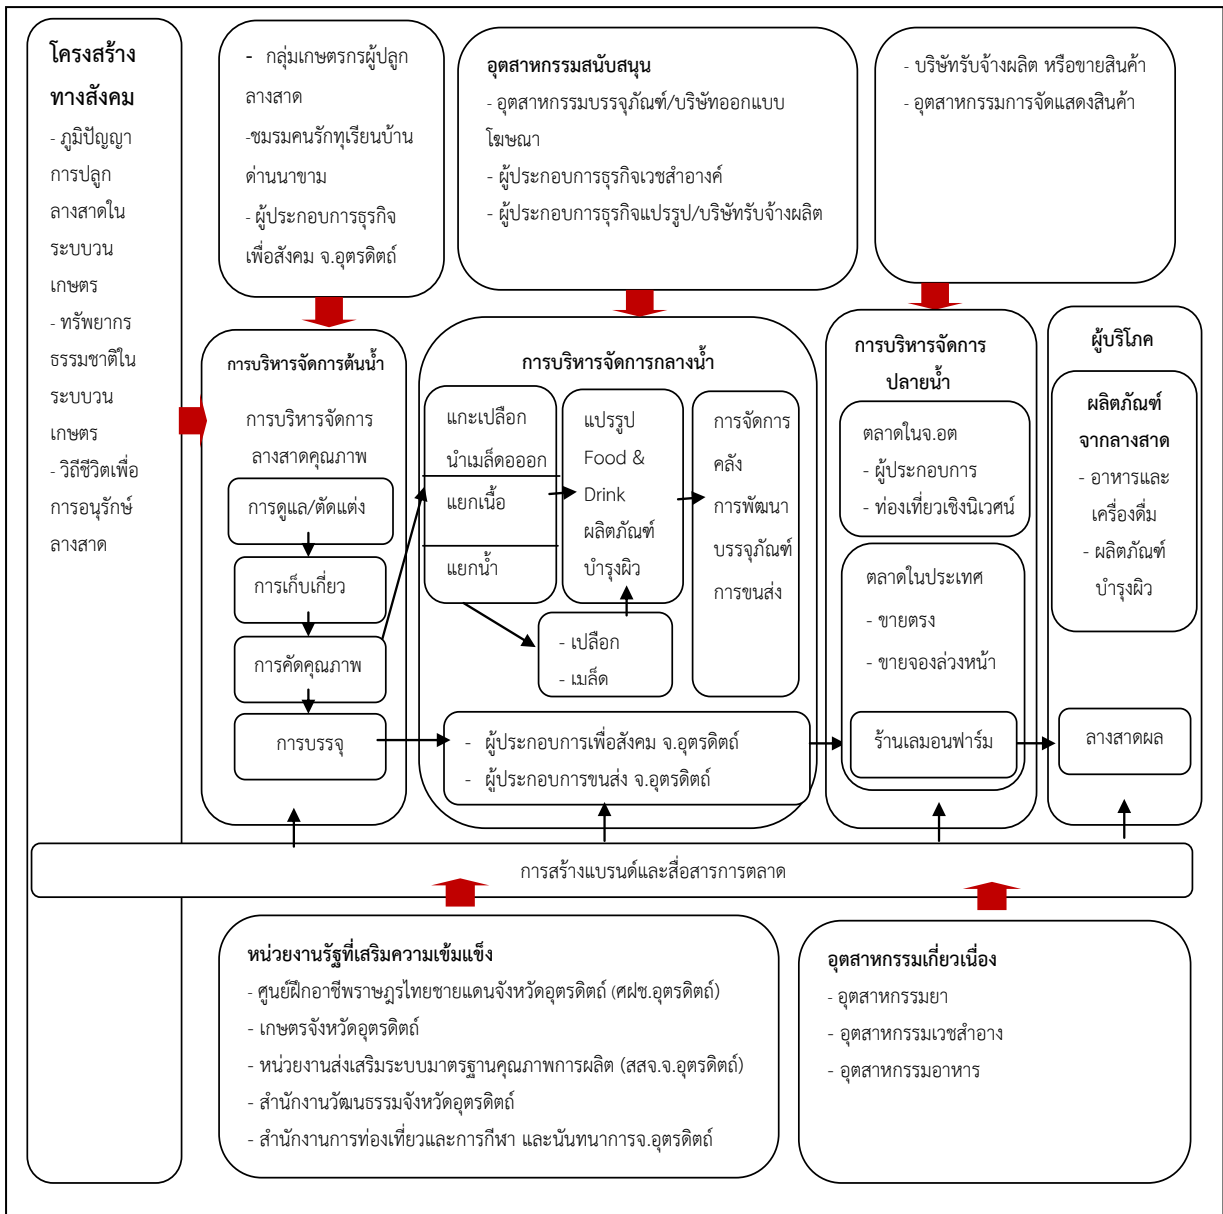 โครงสร้าง
ทางสังคม
- ภูมิปัญญา
การปลูก
ลางสาดใน
ระบบวน
เกษตร
- ทรัพยากร
ธรรมชาติใน
ระบบวน
เกษตร
- วิถีชีวิตเพื่อ
การอนุรักษ์
ลางสาด
- กลุ่มเกษตรกรผู้ปลูก
ลางสาด
-ชมรมคนรักทุเรียนบ้าน
ด่านนาขาม
- ผู้ประกอบการธุรกิจ
เพื่อสังคม จ.อุตรดิตถ์
อุตสาหกรรมสนับสนุน
- อุตสาหกรรมบรรจุภัณฑ์/บริษัทออกแบบ
โฆษณา
- ผู้ประกอบการธุรกิจเวชสำอางค์
- ผู้ประกอบการธุรกิจแปรรูป/บริษัทรับจ้างผลิต
- บริษัทรับจ้างผลิต หรือขายสินค้า
- อุตสาหกรรมการจัดแสดงสินค้า
การบริหารจัดการต้นน้ำ
การบริหารจัดการ
ลางสาดคุณภาพ
การดูแล/ตัดแต่ง
การเก็บเกี่ยว
การคัดคุณภาพ
การบรรจุ
การบริหารจัดการกลางน้ำ
แกะเปลือก
นำเมล็ดอออก
แยกเนื้อ
แยกน้ำ
แปรรูป
Food &
Drink
ผลิตภัณฑ์
บำรุงผิว
การจัดการ
คลัง
การพัฒนา
บรรจุภัณฑ์
การขนส่ง
- เปลือก
- เมล็ด
- ผู้ประกอบการเพื่อสังคม จ.อุตรดิตถ์
- ผู้ประกอบการขนส่ง จ.อุตรดิตถ์
การบริหารจัดการ
ปลายน้ำ
ตลาดในจ.อต
- ผู้ประกอบการ
- ท่องเที่ยวเชิงนิเวศน์
ตลาดในประเทศ
- ขายตรง
- ขายจองล่วงหน้า
ร้านเลมอนฟาร์ม
ผู้บริโภค
ผลิตภัณฑ์
จากลางสาด
- อาหารและ
เครื่องดื่ม
- ผลิตภัณฑ์
บำรุงผิว
ลางสาดผล
การสร้างแบรนด์และสื่อสารการตลาด
หน่วยงานรัฐที่เสริมความเข้มแข็ง
- ศูนย์ฝึกอาชีพราษฎรไทยชายแดนจังหวัดอุตรดิตถ์ (ศฝช.อุตรดิตถ์)
- เกษตรจังหวัดอุตรดิตถ์
- หน่วยงานส่งเสริมระบบมาตรฐานคุณภาพการผลิต (สสจ.จ.อุตรดิตถ์)
- สำนักงานวัฒนธรรมจังหวัดอุตรดิตถ์
- สำนักงานการท่องเที่ยวและการกีฬา และนันทนาการจ.อุตรดิตถ์
อุตสาหกรรมเกี่ยวเนื่อง
- อุตสาหกรรมยา
- อุตสาหกรรมเวชสำอาง
- อุตสาหกรรมอาหาร